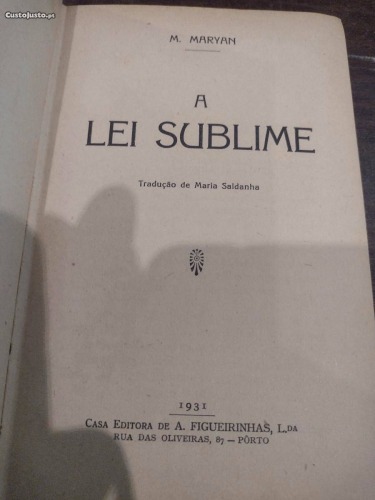 CustoJusto.pt
M. MARYAN
A
LEI SUBLIME
Tradução de Maria Saldanha
1931
CASA EDITORA DE A. FIGUEIRINHAS, L.DA
RUA DAS OLIVEIRAS, 87 — PÔRTO